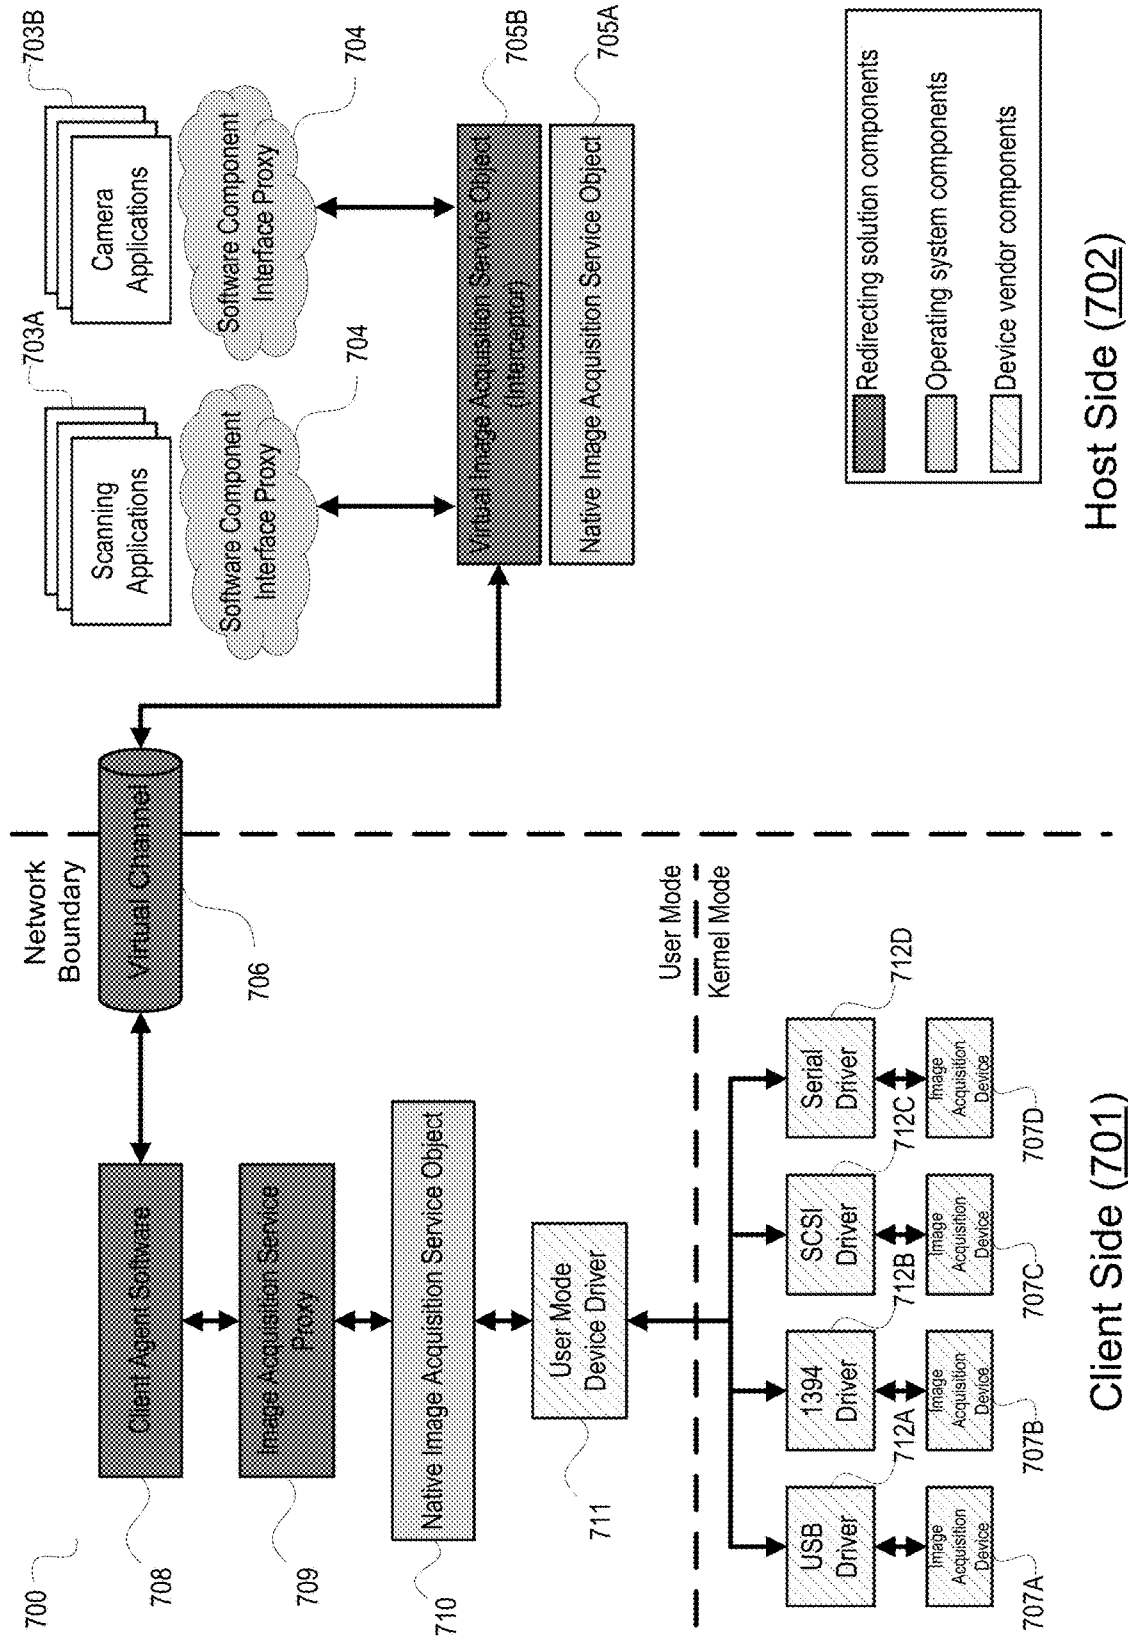 700
708
Client Agent Software
709
Image Acquisition Service
Proxy
710
Native Image Acquisition Service Object
711
User Mode
Device Driver
Network
Boundary
Virtual Channel
706
User Mode
Kernel Mode
USB
Driver
712A
1394
Driver
712B
SCSI
Driver
712C
Serial
Driver
712D
Image
Acquisition
Device
707A
Image
Acquisition
Device
707B
Image
Acquisition
Device
707C
Image
Acquisition
Device
707D
Client Side (701)
Scanning
Applications
703A
Camera
Applications
703B
Software Component
Interface Proxy
704
Software Component
Interface Proxy
704
Virtual Image Acquisition Service Object
(Interceptor)
705B
Native Image Acquisition Service Object
705A
Redirecting solution components
Operating system components
Device vendor components
Host Side (702)